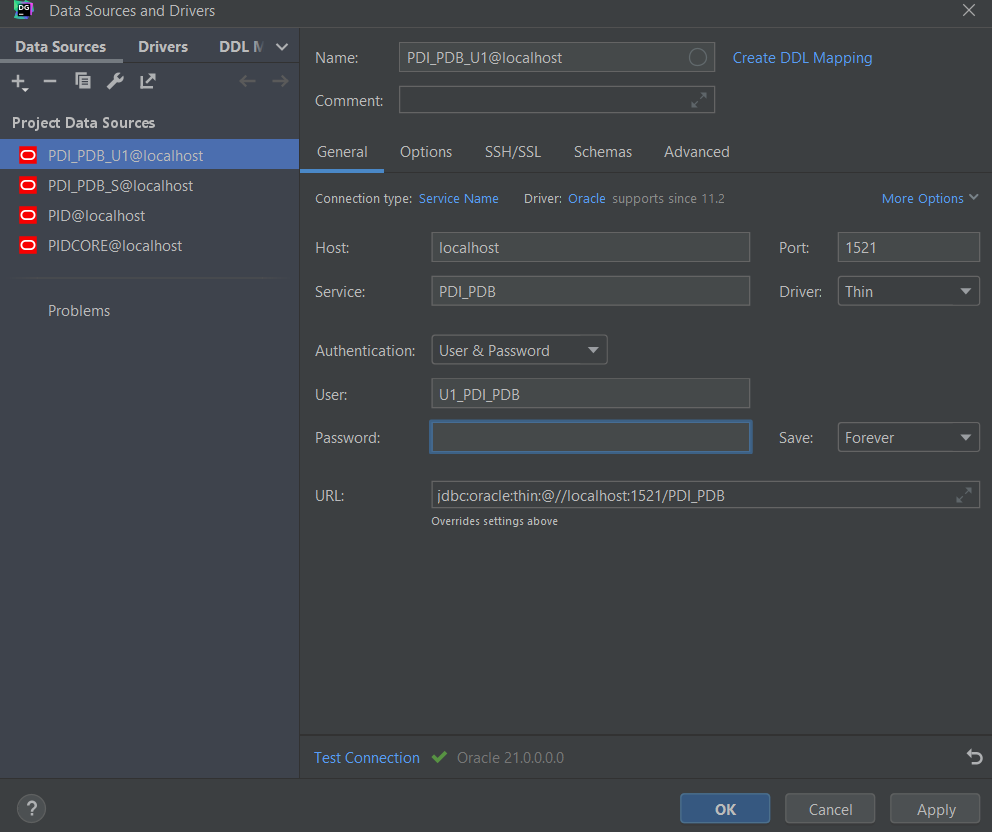 DG
Data Sources and Drivers
Data Sources Drivers DDL M
Name: PDI_PDB_U1@localhost Create DDL Mapping
Comment:
Project Data Sources
PDI_PDB_U1@localhost
PDI_PDB_S@localhost
PID@localhost
PIDCORE@localhost
Problems
General Options SSH/SSL Schemas Advanced
Connection type: Service Name Driver: Oracle supports since 11.2 More Options
Host: localhost Port: 1521
Service: PDI_PDB Driver: Thin
Authentication: User & Password
User: U1_PDI_PDB
Password: Save: Forever
URL: jdbc:oracle:thin:@//localhost:1521/PDI_PDB
Overrides settings above
Test Connection Oracle 21.0.0.0.0
? OK Cancel Apply